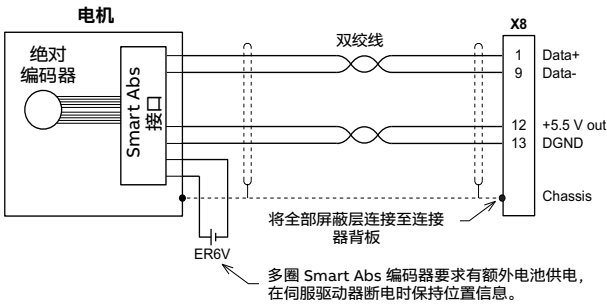 电机
X8
绝对
编码器
Smart Abs
接口
双绞线
1 Data+
9 Data-
12 +5.5 V out
13 DGND
Chassis
将全部屏蔽层连接至连接
器背板
ER6V
多圈 Smart Abs 编码器要求有额外电池供电，
在伺服驱动器断电时保持位置信息。